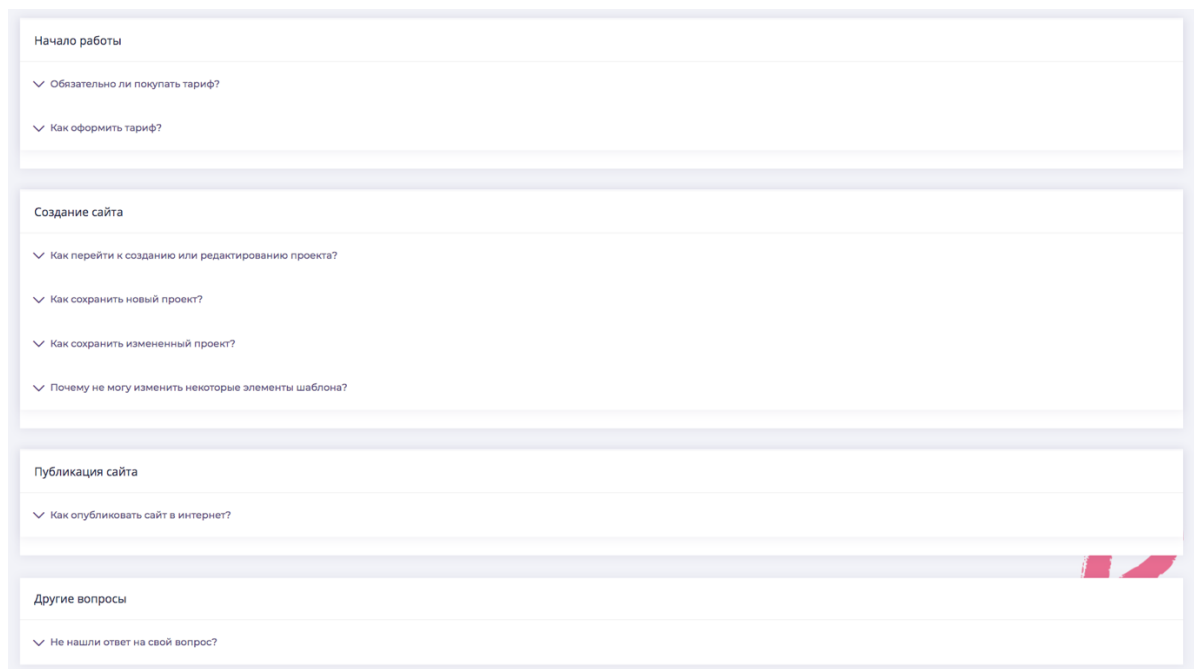 Начало работы
Обязательно ли покупать тариф?
Как оформить тариф?
Создание сайта
Как перейти к созданию или редактированию проекта?
Как сохранить новый проект?
Как сохранить измененный проект?
Почему не могу изменить некоторые элементы шаблона?
Публикация сайта
Как опубликовать сайт в интернет?
Другие вопросы
Не нашли ответ на свой вопрос?